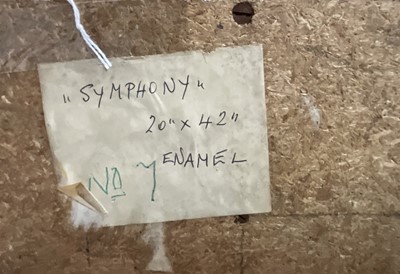 „SYMPHONY"
20" x 42"
ENAMEL
NO 7